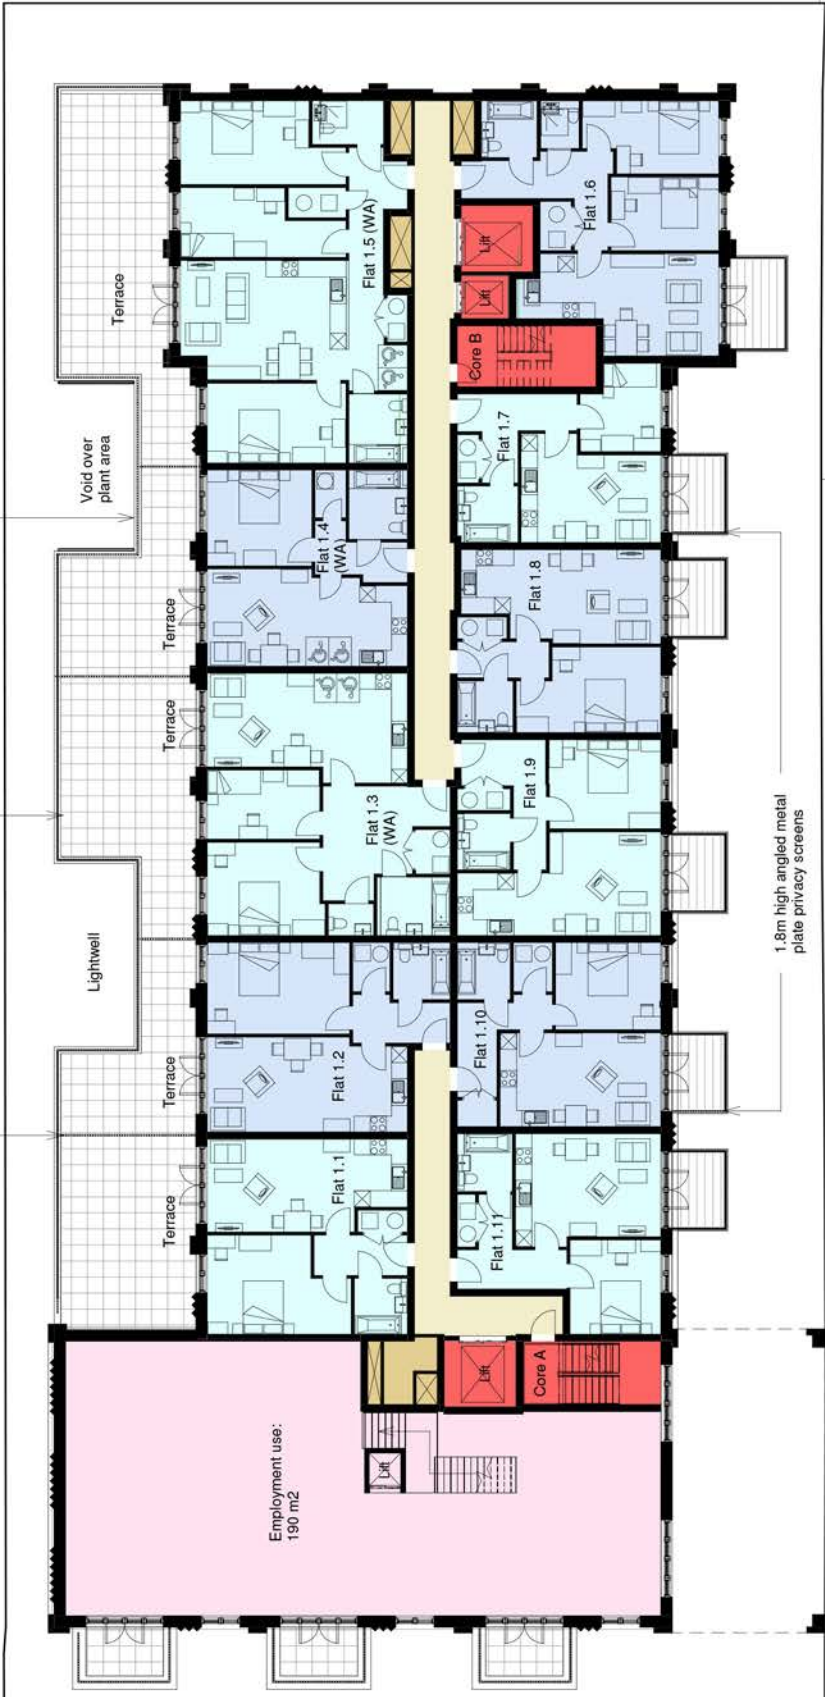 Terrace
Flat 1.5 (WA)
Lift
Lift
Flat 1.6
Core B
Void over
plant area
Flat 1.7
Flat 1.4
(WA)
Flat 1.8
Terrace
Terrace
Flat 1.3
(WA)
Flat 1.9
1.8m high angled metal
plate privacy screens
Lightwell
Terrace
Flat 1.2
Flat 1.10
Terrace
Flat 1.1
Flat 1.11
Lift
Core A
Employment use:
190 m2
Lift